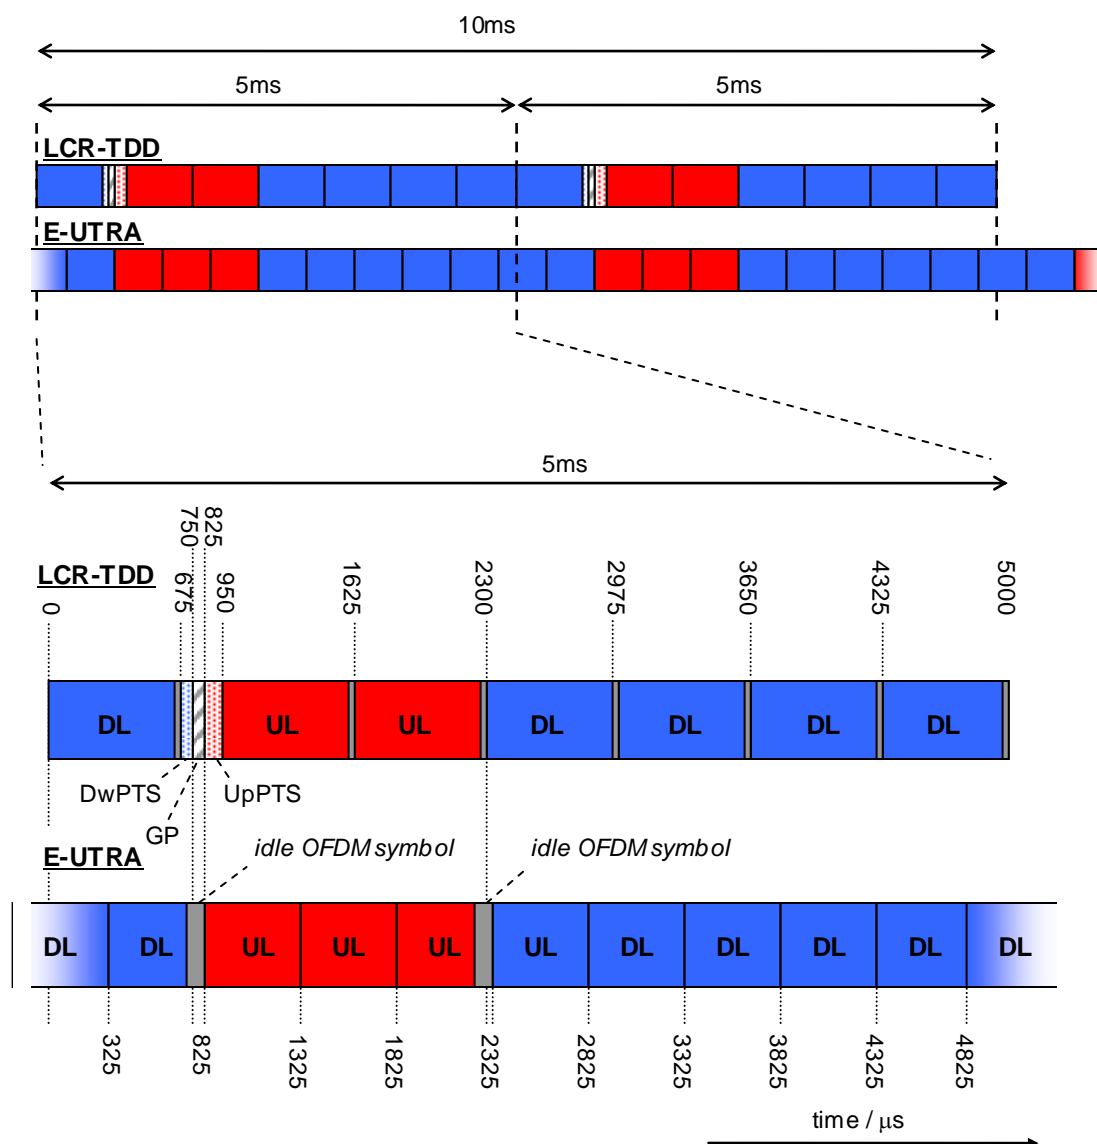 10ms
5ms 5ms
LCR-TDD
E-UTRA
5ms
LCR-TDD
0 675 750 825 950 1625 2300 2975 3650 4325 5000
DL UL UL DL DL DL DL
DwPTS UpPTS
GP
E-UTRA
idle OFDM symbol idle OFDM symbol
DL DL UL UL UL UL DL DL DL DL DL
325 825 1325 1825 2325 2825 3325 3825 4325 4825
time / μs